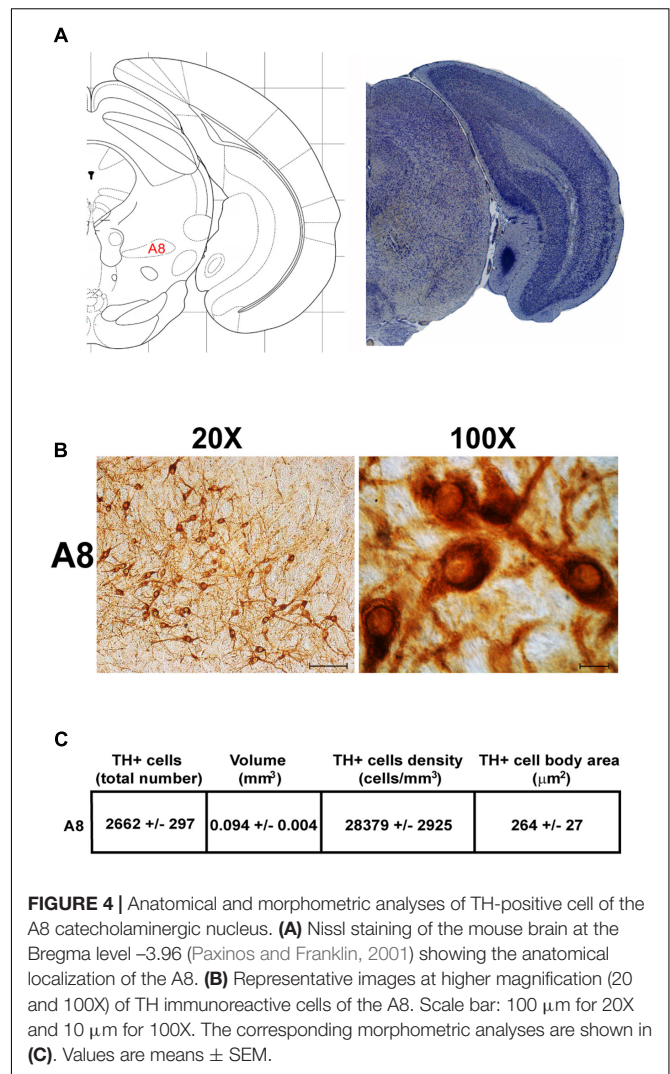 A
A8
20X
100X
B
A8
C
TH+ cells
(total number)
Volume
(mm³)
TH+ cells density
(cells/mm³)
TH+ cell body area
(μm²)
A8
2662 +/- 297
0.094 +/- 0.004
28379 +/- 2925
264 +/- 27
FIGURE 4 | Anatomical and morphometric analyses of TH-positive cell of the
A8 catecholaminergic nucleus. (A) Nissl staining of the mouse brain at the
Bregma level –3.96 (Paxinos and Franklin, 2001) showing the anatomical
localization of the A8. (B) Representative images at higher magnification (20
and 100X) of TH immunoreactive cells of the A8. Scale bar: 100 μm for 20X
and 10 μm for 100X. The corresponding morphometric analyses are shown in
(C). Values are means ± SEM.